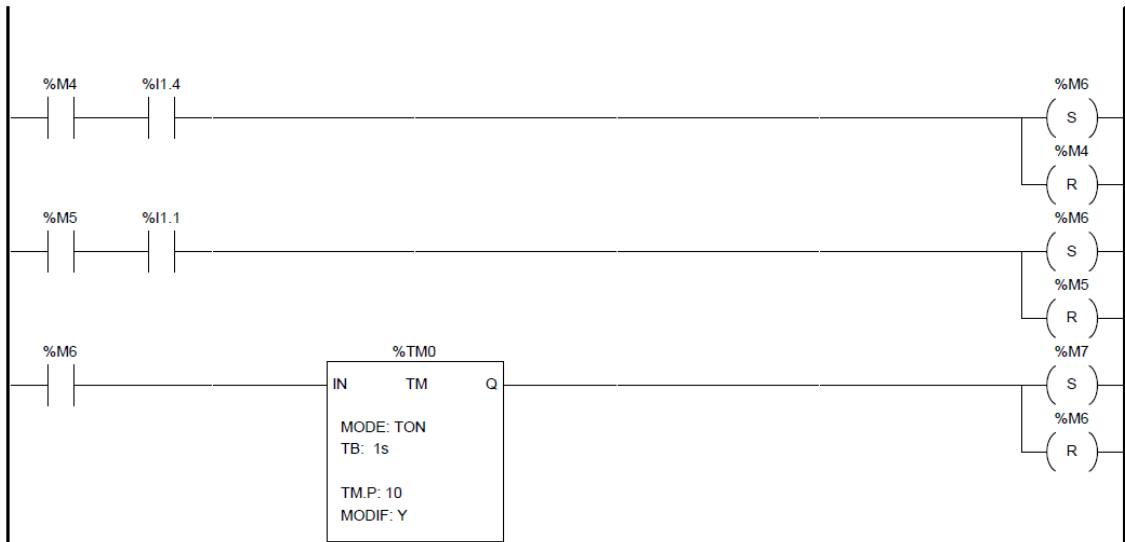 %M4 %I1.4 %M6
S
%M4
R
%M5 %I1.1 %M6
S
%M5
R
%M6 %TM0 %M7
IN TM Q S
%M6
R
MODE: TON
TB: 1s
TM.P: 10
MODIF: Y